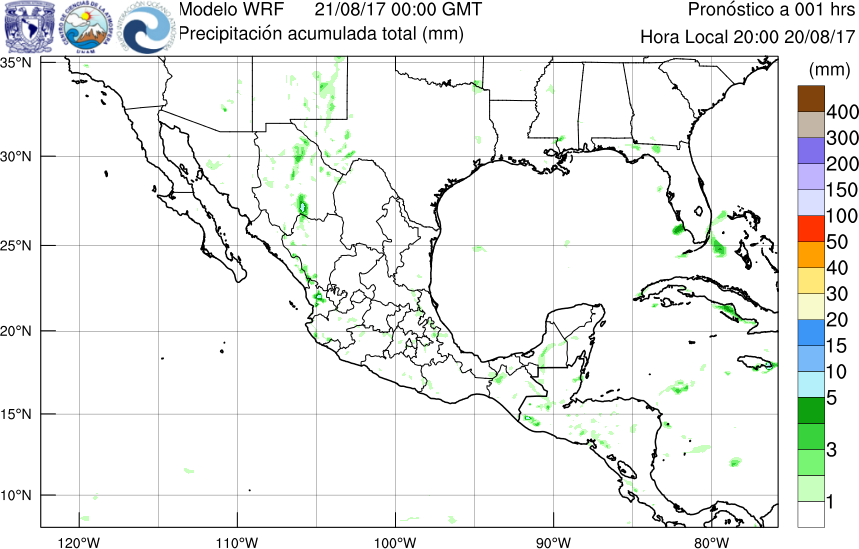 Modelo WRF 21/08/17 00:00 GMT
Pronóstico a 001 hrs
Precipitación acumulada total (mm)
Hora Local 20:00 20/08/17
(mm)
35°N
30°N
25°N
20°N
15°N
10°N
120°W
110°W
100°W
90°W
80°W
400
300
200
150
100
50
40
30
20
15
10
5
3
1